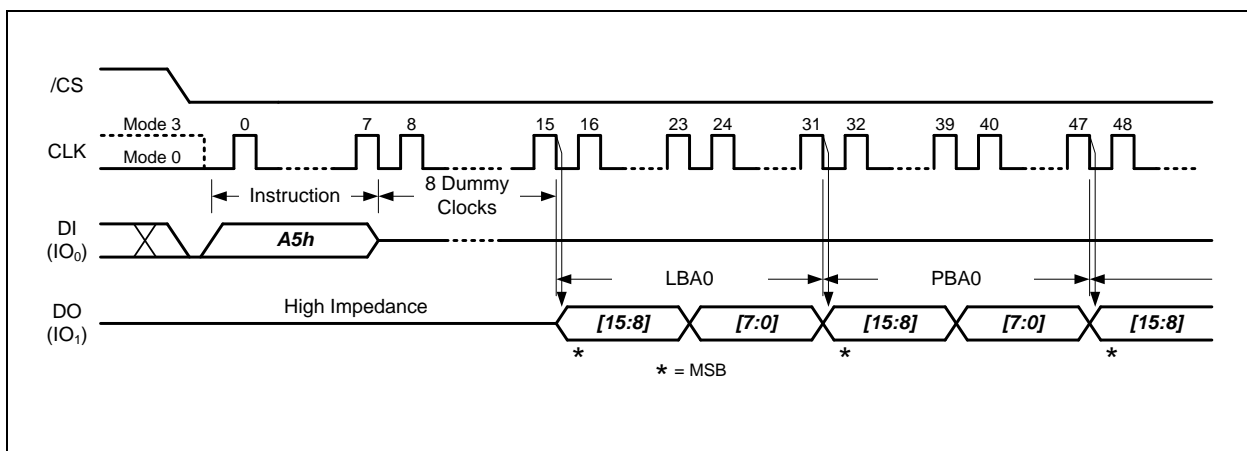 /CS
Mode 3
0
7
8
15
16
23
24
31
32
39
40
47
48
CLK
Mode 0
Instruction
8 Dummy
Clocks
DI
(IO0)
A5h
LBA0
PBA0
DO
(IO1)
High Impedance
[15:8]
[7:0]
[15:8]
[7:0]
[15:8]
*
*
*
* = MSB